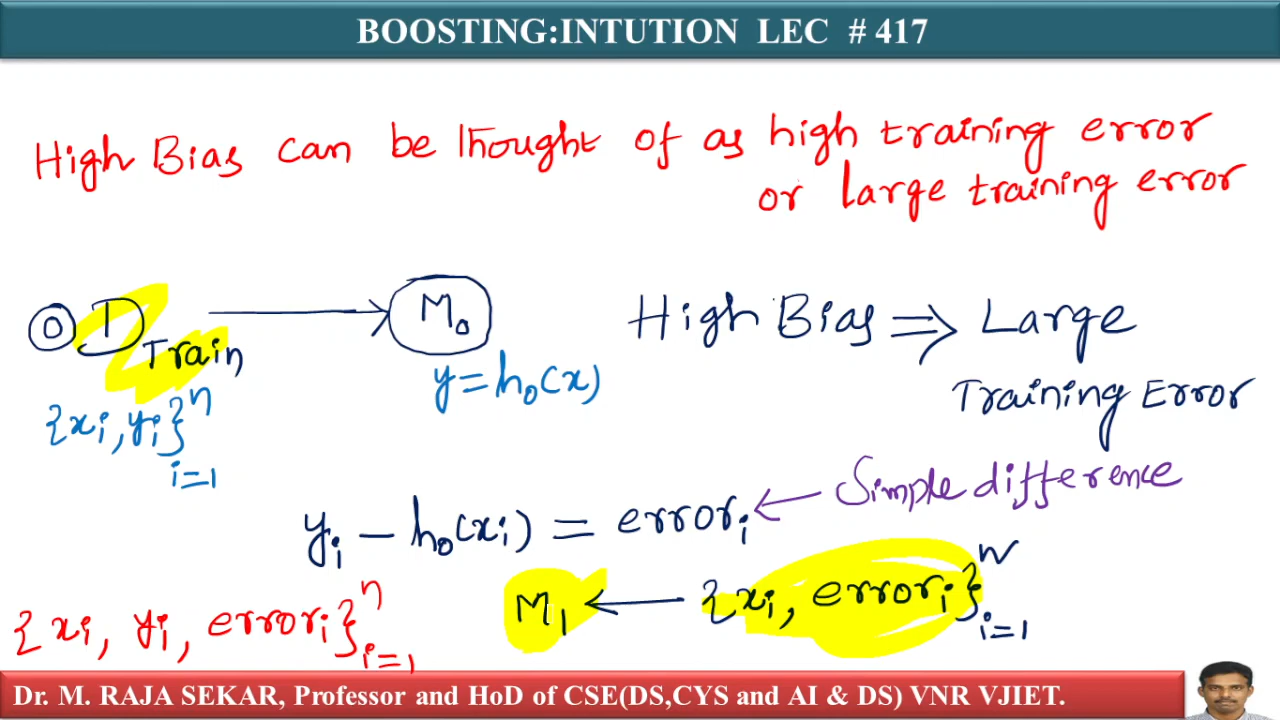 BOOSTING:INTUTION LEC # 417
High Bias can be thought of as high training error
or large training error
0 D Train
M₀
High Bias ⇒ Large
Training Error
y = h₀(x)
{xᵢ, yᵢ}ⁿ i=1
yᵢ − h₀(xᵢ) = errorᵢ ← Simple difference
M₁ ← {xᵢ, errorᵢ}ⁿ i=1
{xᵢ, yᵢ, errorᵢ}ⁿ i=1
Dr. M. RAJA SEKAR, Professor and HoD of CSE(DS,CYS and AI & DS) VNR VJIET.